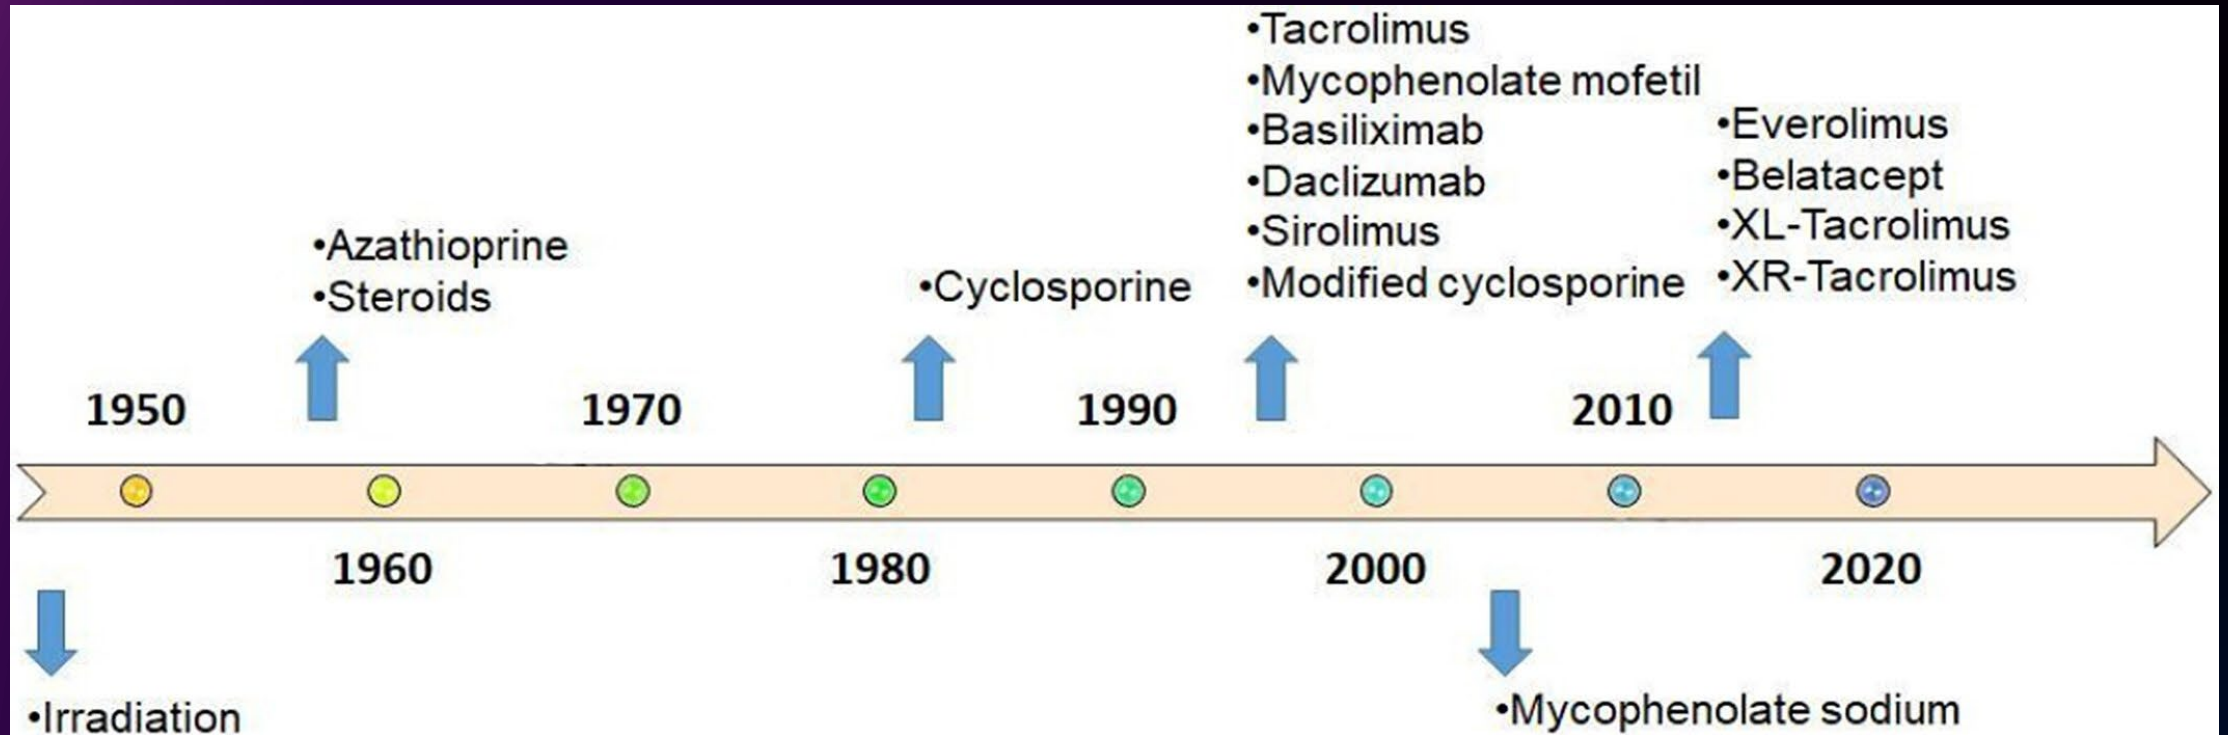 •Tacrolimus
•Mycophenolate mofetil
•Basiliximab
•Daclizumab
•Sirolimus
•Modified cyclosporine
•Everolimus
•Belatacept
•XL-Tacrolimus
•XR-Tacrolimus
•Azathioprine
•Steroids
•Cyclosporine
1950
1970
1990
2010
1960
1980
2000
2020
•Irradiation
•Mycophenolate sodium